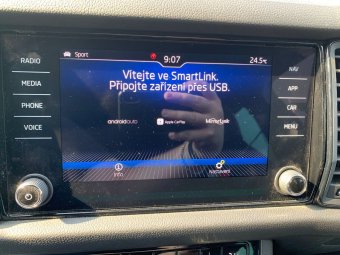 RADIO
MEDIA
PHONE
VOICE
Sport
9:07
24.5°C
Vítejte ve SmartLink.
Připojte zařízení přes USB.
androidauto
Apple CarPlay
MirrorLink
Info
Nastavení
NAV
APP
CAR
MENU